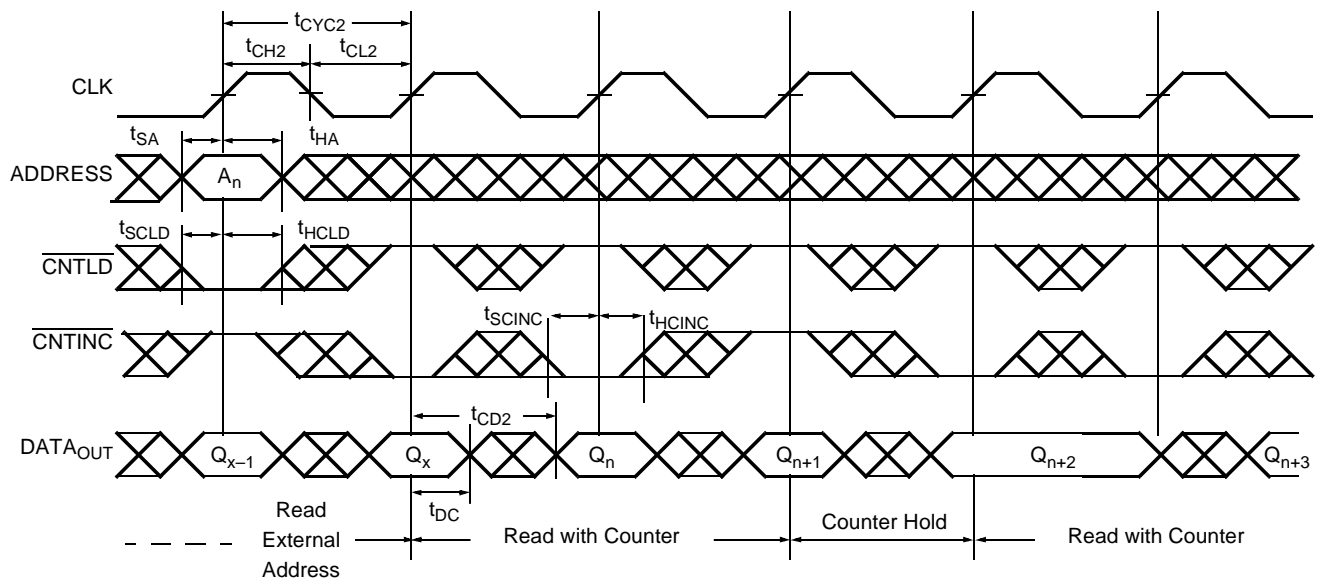 tCYC2
tCH2 tCL2
CLK
tSA tHA
ADDRESS An
tSCLD tHCLD
CNTLD
tSCINC tHCINC
CNTINC
tCD2
DATAOUT Qx–1 Qx Qn Qn+1 Qn+2 Qn+3
tDC
Read
External
Address
Read with Counter
Counter Hold
Read with Counter